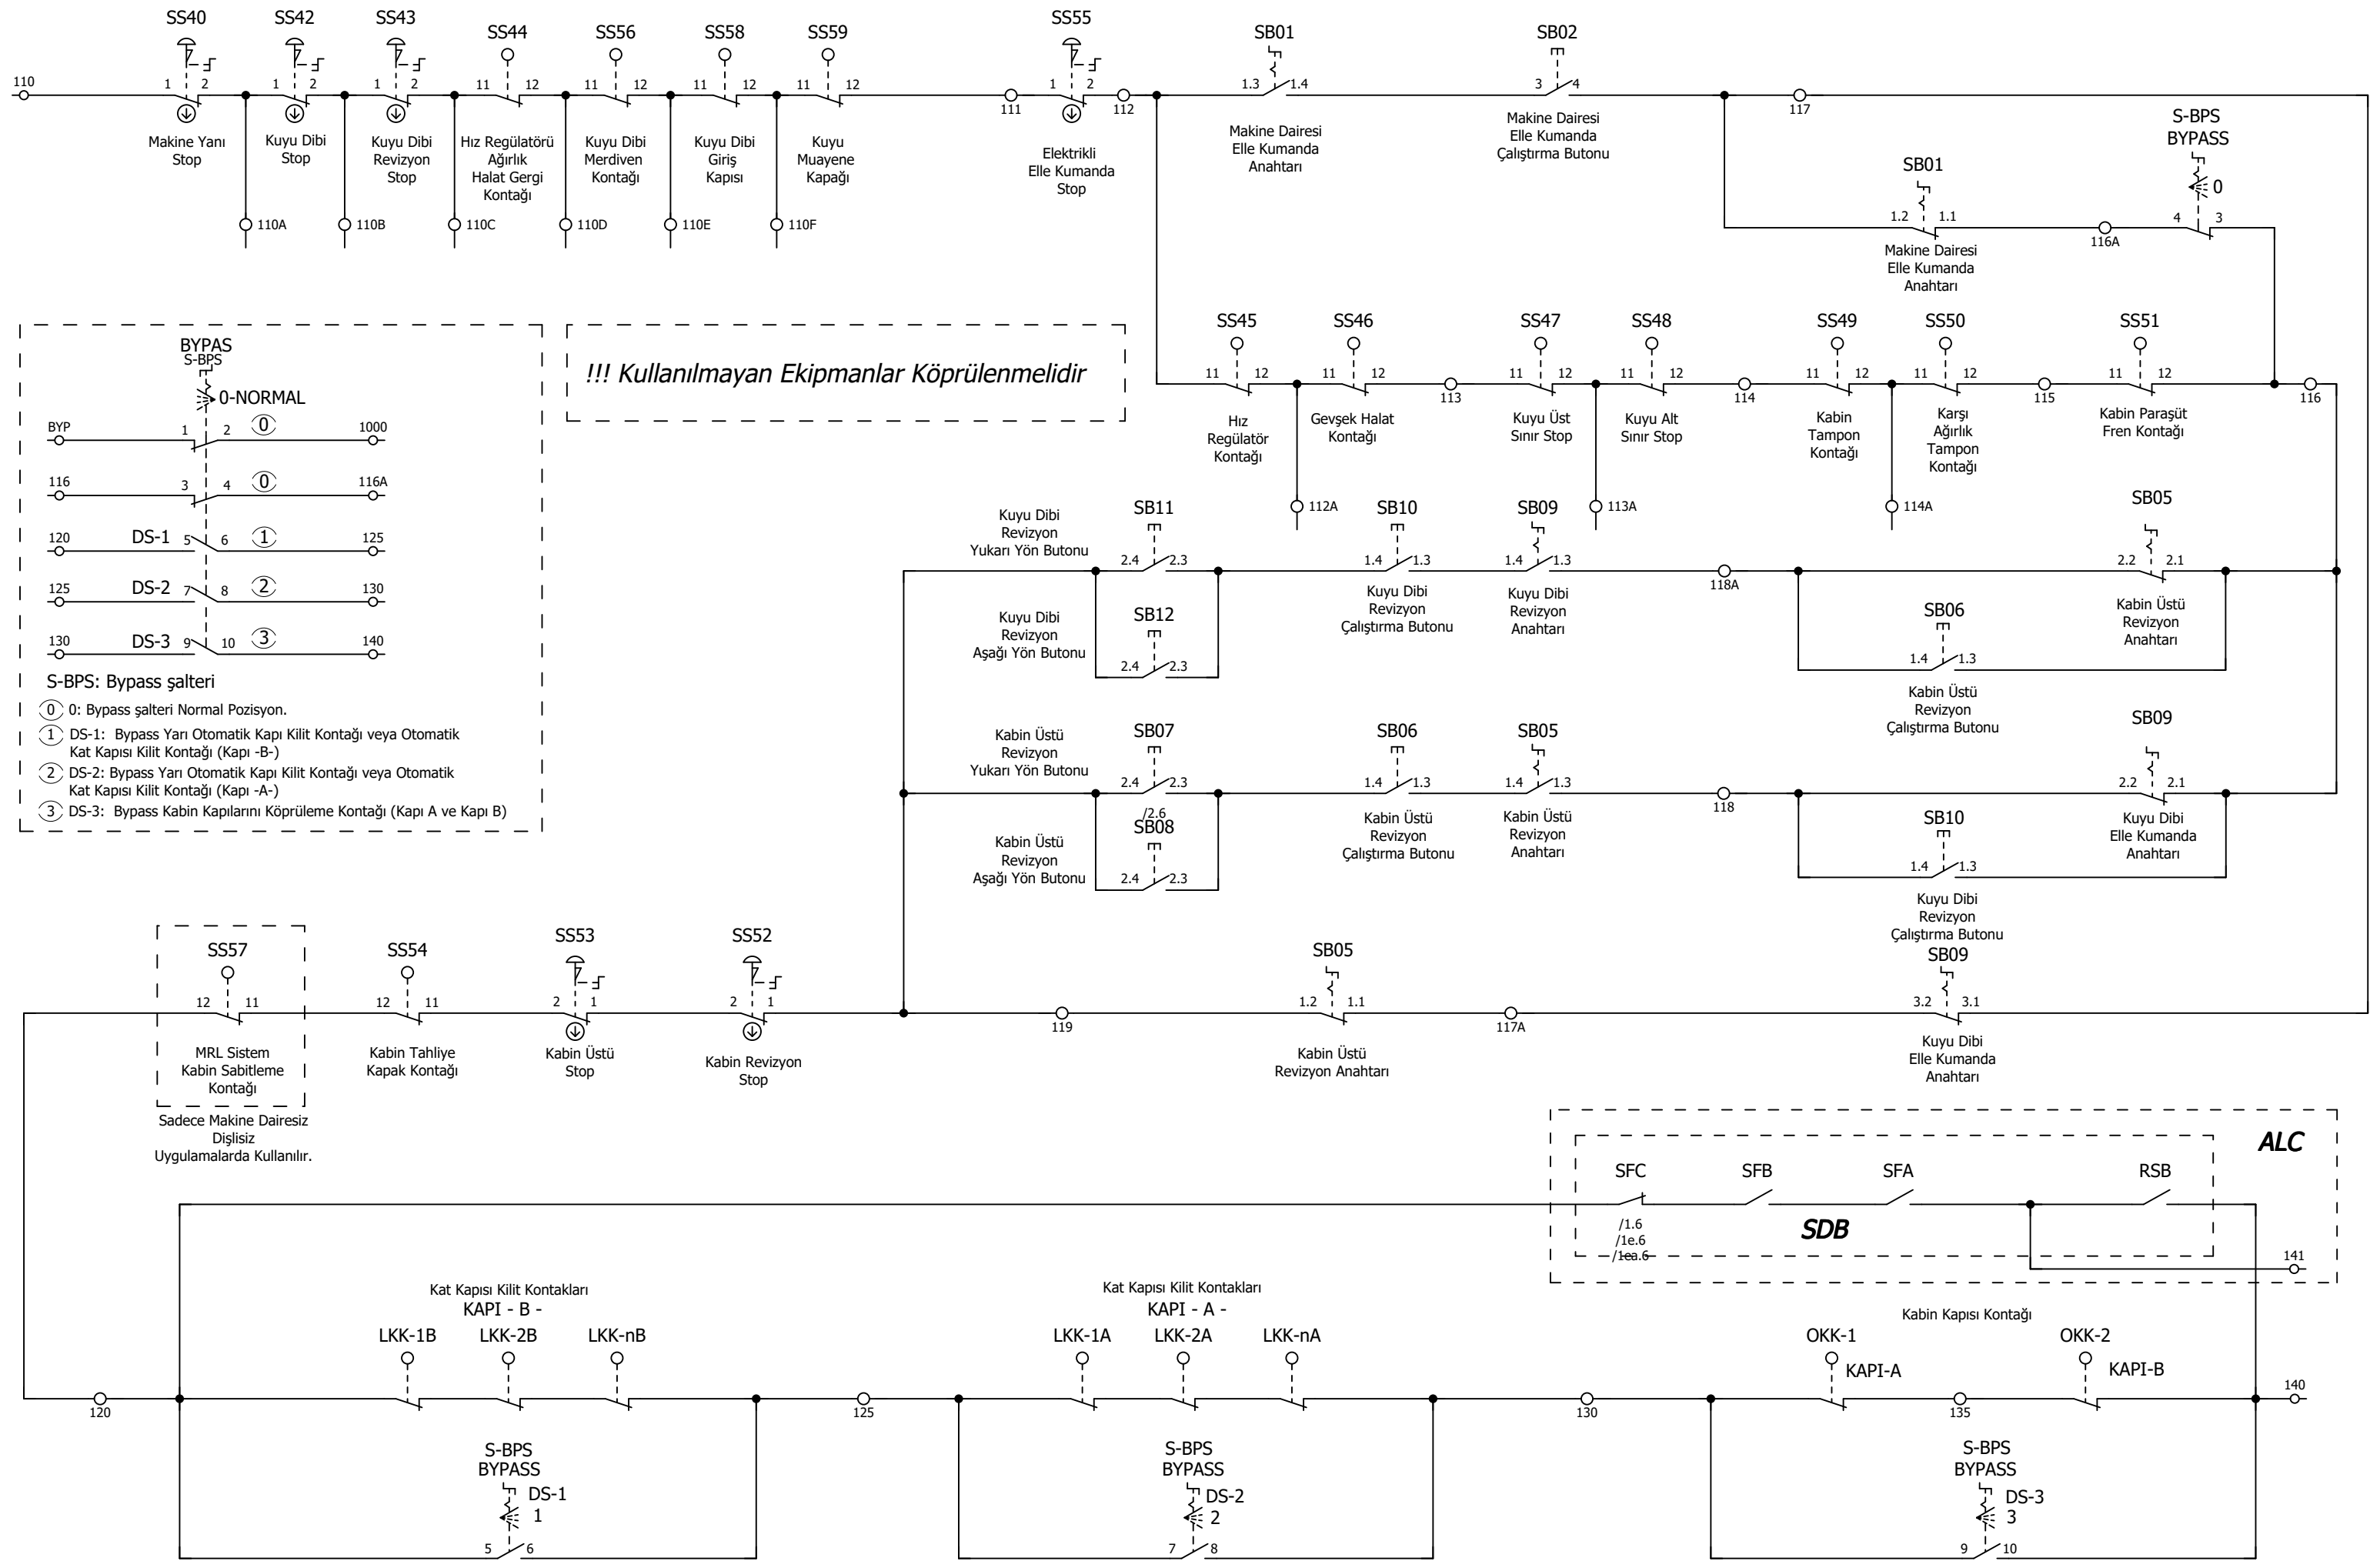 SS40
SS42
SS43
SS44
SS56
SS58
SS59
SS55
SB01
SB02
110
1 2
1 2
1 2
11 12
11 12
11 12
11 12
111
1 2
112
1.3 1.4
3 4
117
Makine Yanı
Stop
Kuyu Dibi
Stop
Kuyu Dibi
Revizyon
Stop
Hız Regülatörü
Ağırlık
Halat Gergi
Kontağı
Kuyu Dibi
Merdiven
Kontağı
Kuyu Dibi
Giriş
Kapısı
Kuyu
Muayene
Kapağı
Elektrikli
Elle Kumanda
Stop
Makine Dairesi
Elle Kumanda
Anahtarı
Makine Dairesi
Elle Kumanda
Çalıştırma Butonu
S-BPS
BYPASS
0
SB01
1.2 1.1
116A
4 3
Makine Dairesi
Elle Kumanda
Anahtarı
110A
110B
110C
110D
110E
110F
BYPAS
S-BPS
0-NORMAL
BYP 1 2 0 1000
116 3 4 0 116A
120 DS-1 5 6 1 125
125 DS-2 7 8 2 130
130 DS-3 9 10 3 140
S-BPS: Bypass şalteri
0 0: Bypass şalteri Normal Pozisyon.
1 DS-1: Bypass Yarı Otomatik Kapı Kilit Kontağı veya Otomatik
Kat Kapısı Kilit Kontağı (Kapı -B-)
2 DS-2: Bypass Yarı Otomatik Kapı Kilit Kontağı veya Otomatik
Kat Kapısı Kilit Kontağı (Kapı -A-)
3 DS-3: Bypass Kabin Kapılarını Köprüleme Kontağı (Kapı A ve Kapı B)
!!! Kullanılmayan Ekipmanlar Köprülenmelidir
SS45
SS46
SS47
SS48
SS49
SS50
SS51
11 12
11 12
113
11 12
11 12
114
11 12
11 12
115
11 12
116
Hız
Regülatör
Kontağı
Gevşek Halat
Kontağı
Kuyu Üst
Sınır Stop
Kuyu Alt
Sınır Stop
Kabin
Tampon
Kontağı
Karşı
Ağırlık
Tampon
Kontağı
Kabin Paraşüt
Fren Kontağı
112A
113A
114A
Kuyu Dibi
Revizyon
Yukarı Yön Butonu
SB11
2.4 2.3
SB10
1.4 1.3
Kuyu Dibi
Revizyon
Çalıştırma Butonu
SB09
1.4 1.3
Kuyu Dibi
Revizyon
Anahtarı
118A
SB05
2.2 2.1
Kabin Üstü
Revizyon
Anahtarı
Kuyu Dibi
Revizyon
Aşağı Yön Butonu
SB12
2.4 2.3
SB06
1.4 1.3
Kabin Üstü
Revizyon
Çalıştırma Butonu
Kabin Üstü
Revizyon
Yukarı Yön Butonu
SB07
2.4 2.3
/2.6
SB06
1.4 1.3
Kabin Üstü
Revizyon
Çalıştırma Butonu
SB05
1.4 1.3
Kabin Üstü
Revizyon
Anahtarı
118
SB09
2.2 2.1
Kuyu Dibi
Elle Kumanda
Anahtarı
Kabin Üstü
Revizyon
Aşağı Yön Butonu
SB08
2.4 2.3
SB10
1.4 1.3
Kuyu Dibi
Revizyon
Çalıştırma Butonu
SS57
12 11
MRL Sistem
Kabin Sabitleme
Kontağı
Sadece Makine Dairesiz
Dişlisiz
Uygulamalarda Kullanılır.
SS54
12 11
Kabin Tahliye
Kapak Kontağı
SS53
2 1
Kabin Üstü
Stop
SS52
2 1
Kabin Revizyon
Stop
119
SB05
1.2 1.1
Kabin Üstü
Revizyon Anahtarı
117A
SB09
3.2 3.1
Kuyu Dibi
Elle Kumanda
Anahtarı
ALC
SFC
SFB
SFA
RSB
/1.6
/1e.6
/1ea.6
SDB
141
Kat Kapısı Kilit Kontakları
KAPI - B -
LKK-1B
LKK-2B
LKK-nB
Kat Kapısı Kilit Kontakları
KAPI - A -
LKK-1A
LKK-2A
LKK-nA
Kabin Kapısı Kontağı
OKK-1
KAPI-A
OKK-2
KAPI-B
120
125
130
135
140
S-BPS
BYPASS
DS-1
1
5 6
S-BPS
BYPASS
DS-2
2
7 8
S-BPS
BYPASS
DS-3
3
9 10